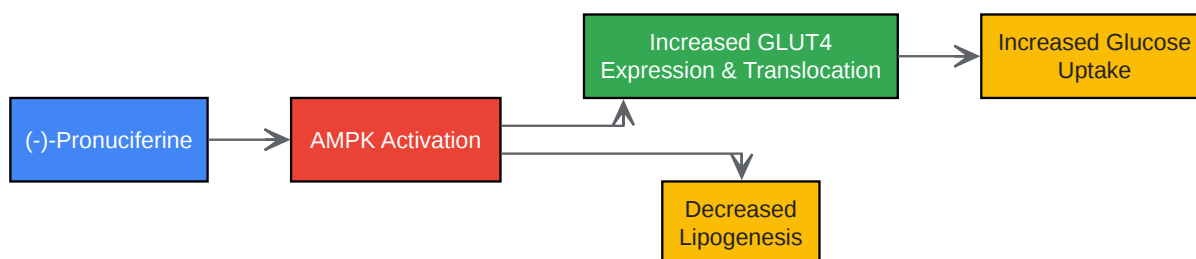 (-)-Pronuciferine
AMPK Activation
Increased GLUT4
Expression & Translocation
Increased Glucose
Uptake
Decreased
Lipogenesis